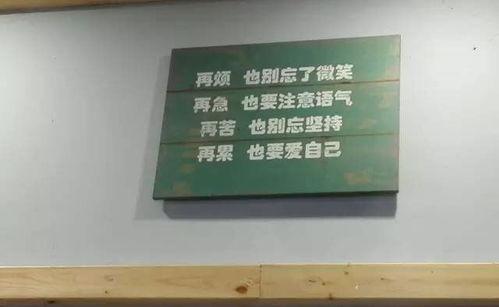 再烦 也别忘了微笑
再急 也要注意语气
再苦 也别忘坚持
再累 也要爱自己